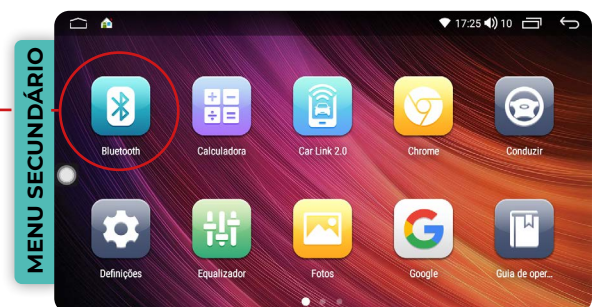 MENU SECUNDÁRIO
17:25 10
Bluetooth
Calculadora
Car Link 2.0
Chrome
Conduzir
Definições
Equalizador
Fotos
Google
Guia de oper...